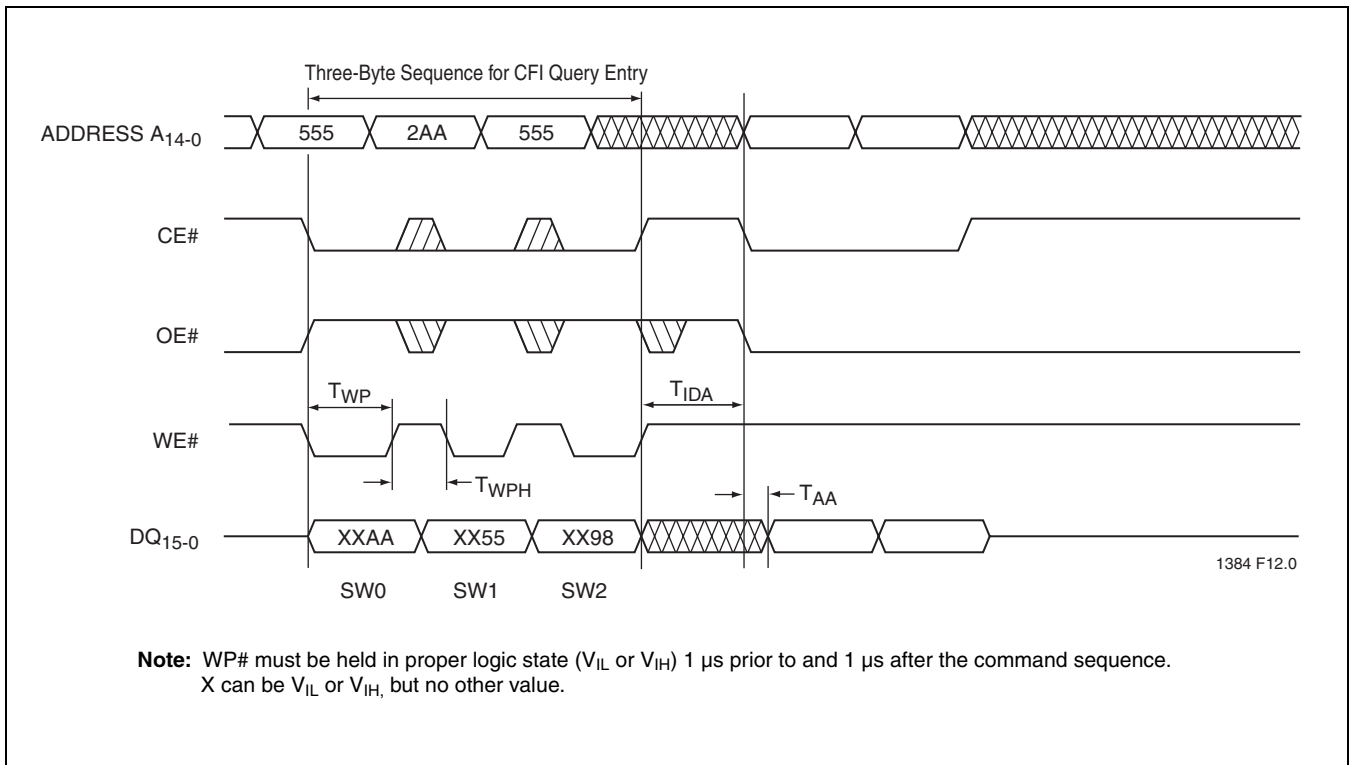 Three-Byte Sequence for CFI Query Entry
ADDRESS A14-0
555 2AA 555
CE#
OE#
TWP TIDA
WE#
TWPH TAA
DQ15-0
XXAA XX55 XX98
1384 F12.0
SW0 SW1 SW2
Note: WP# must be held in proper logic state (VIL or VIH) 1 µs prior to and 1 µs after the command sequence.
X can be VIL or VIH, but no other value.